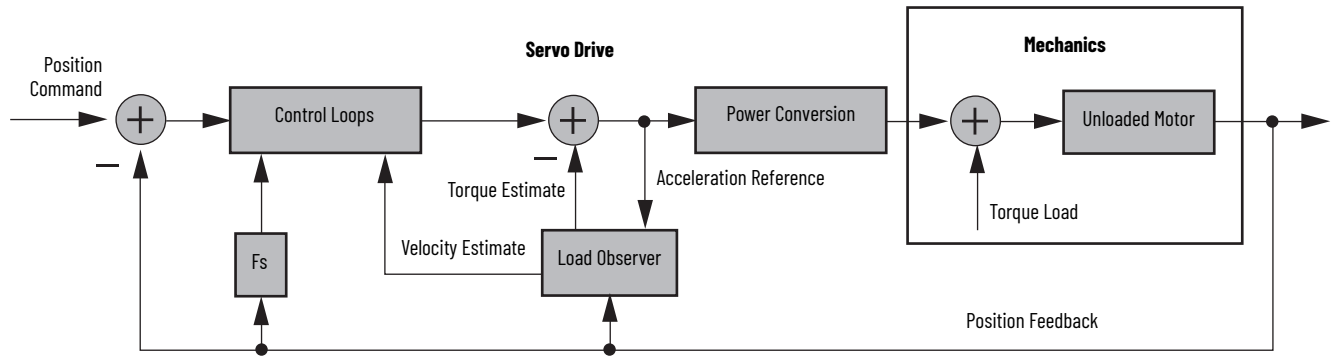 Servo Drive
Mechanics
Position
Command
+
Control Loops
+
Power Conversion
+
Unloaded Motor
−
−
Torque Estimate
Acceleration Reference
Torque Load
Fs
Velocity Estimate
Load Observer
Position Feedback